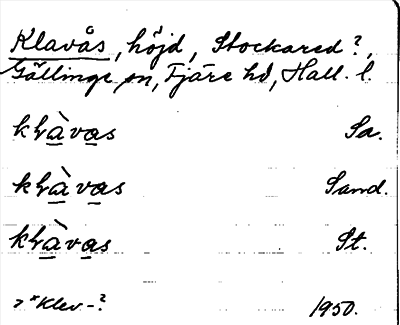 Klavås, höjd, Stockared?,
Gällinge sn, Fjäre hd, Hall. l.
klàvas Sa.
klàvas Sand.
klàvas St.
> *Klev-? 1950.